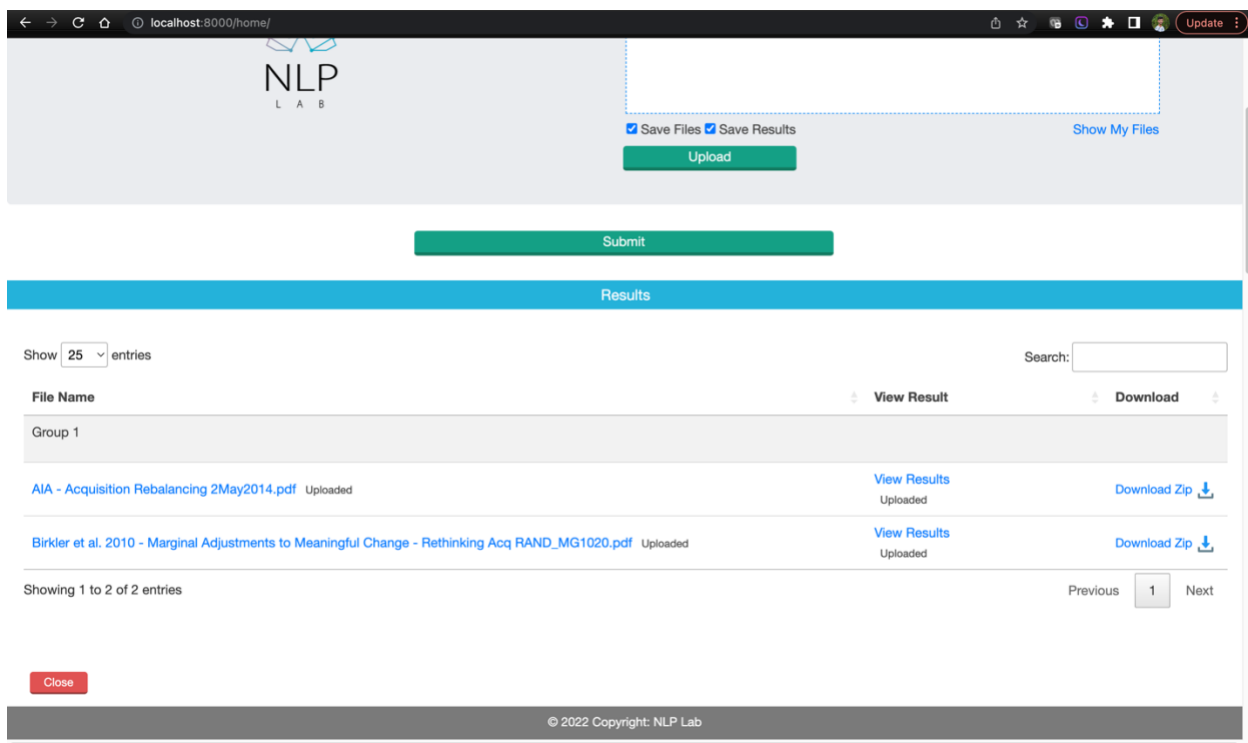 localhost:8000/home/
Update
NLP
LAB
Save Files Save Results
Show My Files
Upload
Submit
Results
Show 25 entries
Search:
File Name View Result Download
Group 1
AIA - Acquisition Rebalancing 2May2014.pdf Uploaded
View Results
Uploaded
Download Zip
Birkler et al. 2010 - Marginal Adjustments to Meaningful Change - Rethinking Acq RAND_MG1020.pdf Uploaded
View Results
Uploaded
Download Zip
Showing 1 to 2 of 2 entries
Previous 1 Next
Close
© 2022 Copyright: NLP Lab